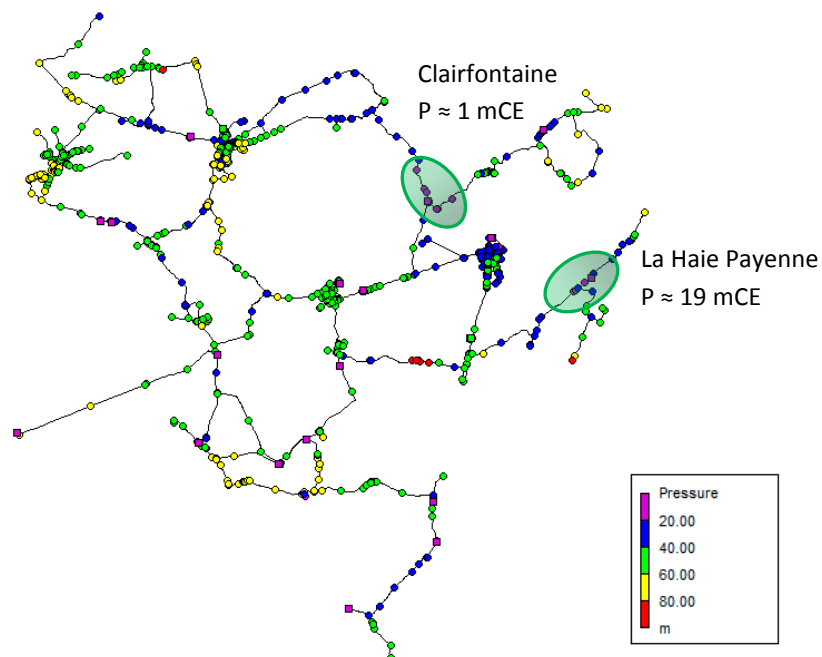 Clairfontaine
P ≈ 1 mCE
La Haie Payenne
P ≈ 19 mCE
Pressure
20.00
40.00
60.00
80.00
m